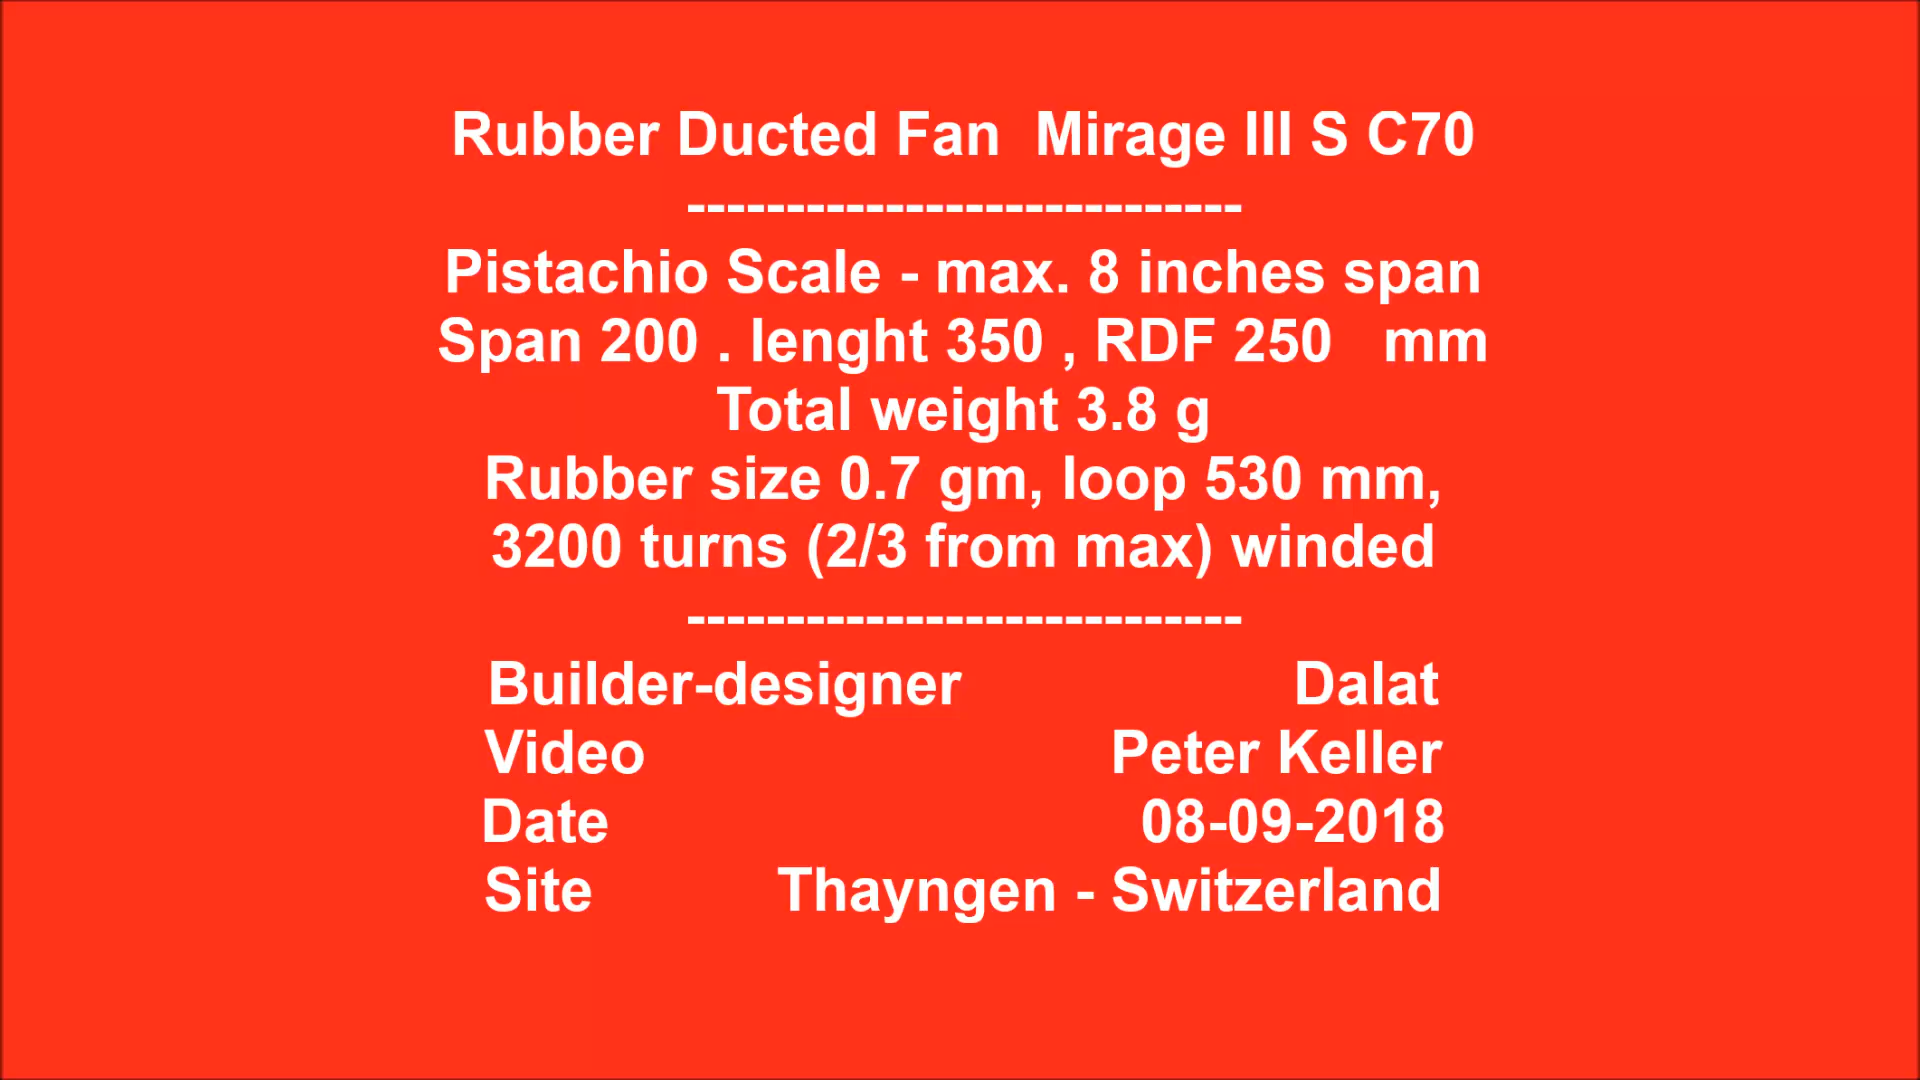 Rubber Ducted Fan  Mirage III S C70
----------------------------
Pistachio Scale - max. 8 inches span
Span 200 . lenght 350 , RDF 250   mm
Total weight 3.8 g
Rubber size 0.7 gm, loop 530 mm,
3200 turns (2/3 from max) winded
----------------------------
Builder-designer Dalat
Video Peter Keller
Date 08-09-2018
Site Thayngen - Switzerland